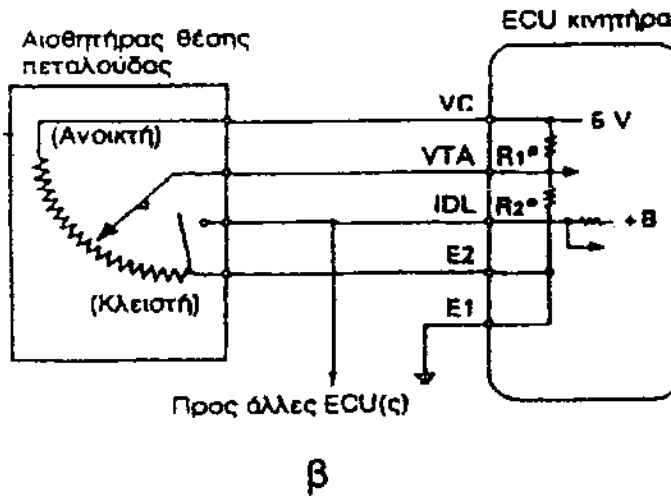 ECU κινητήρα
Αισθητήρας θέσης
πεταλούδας
(Ανοικτή)
(Κλειστή)
VC
5 V
VTA
R1*
IDL
R2*
+B
E2
E1
Προς άλλες ECU(ς)
β